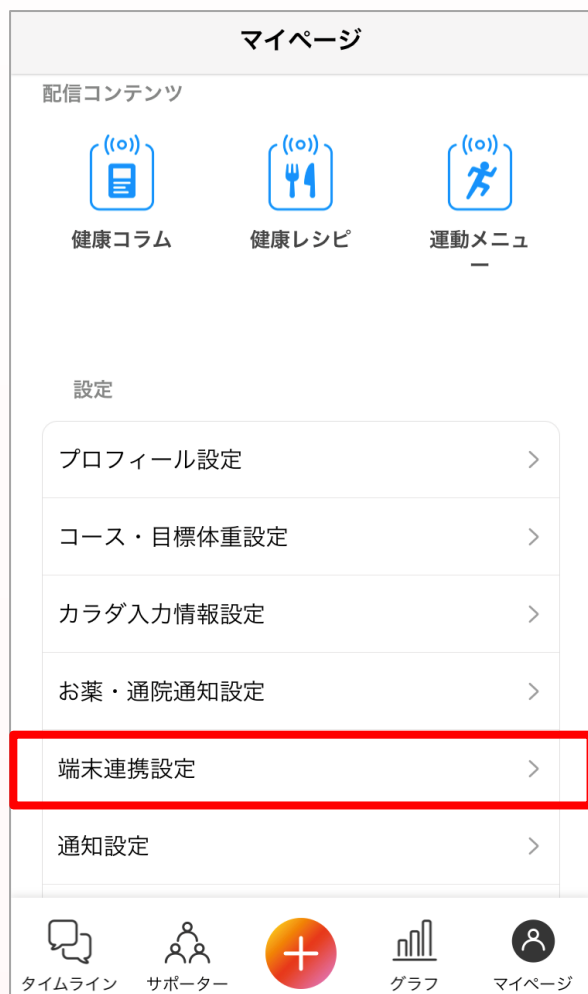 マイページ
配信コンテンツ
健康コラム
健康レシピ
運動メニュ
ー
設定
プロフィール設定
コース・目標体重設定
カラダ入力情報設定
お薬・通院通知設定
端末連携設定
通知設定
タイムライン
サポーター
グラフ
マイページ